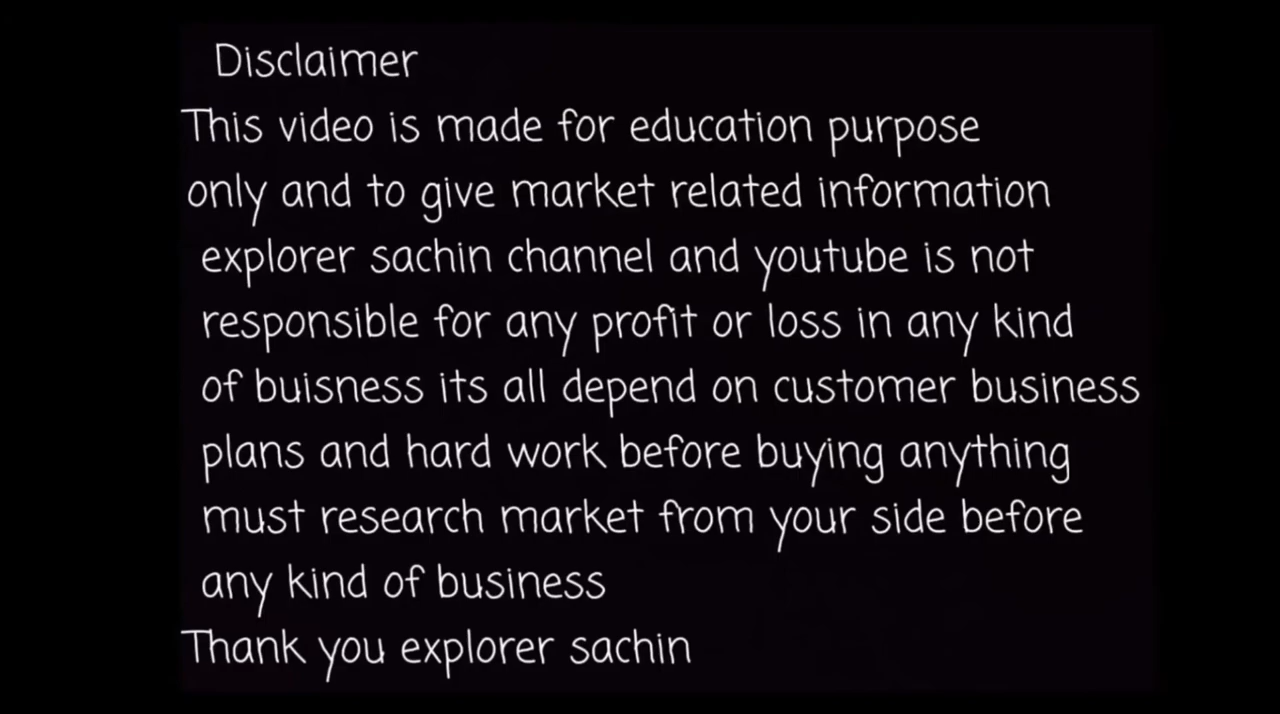 Disclaimer
This video is made for education purpose
only and to give market related information
explorer sachin channel and youtube is not
responsible for any profit or loss in any kind
of buisness its all depend on customer business
plans and hard work before buying anything
must research market from your side before
any kind of business
Thank you explorer sachin